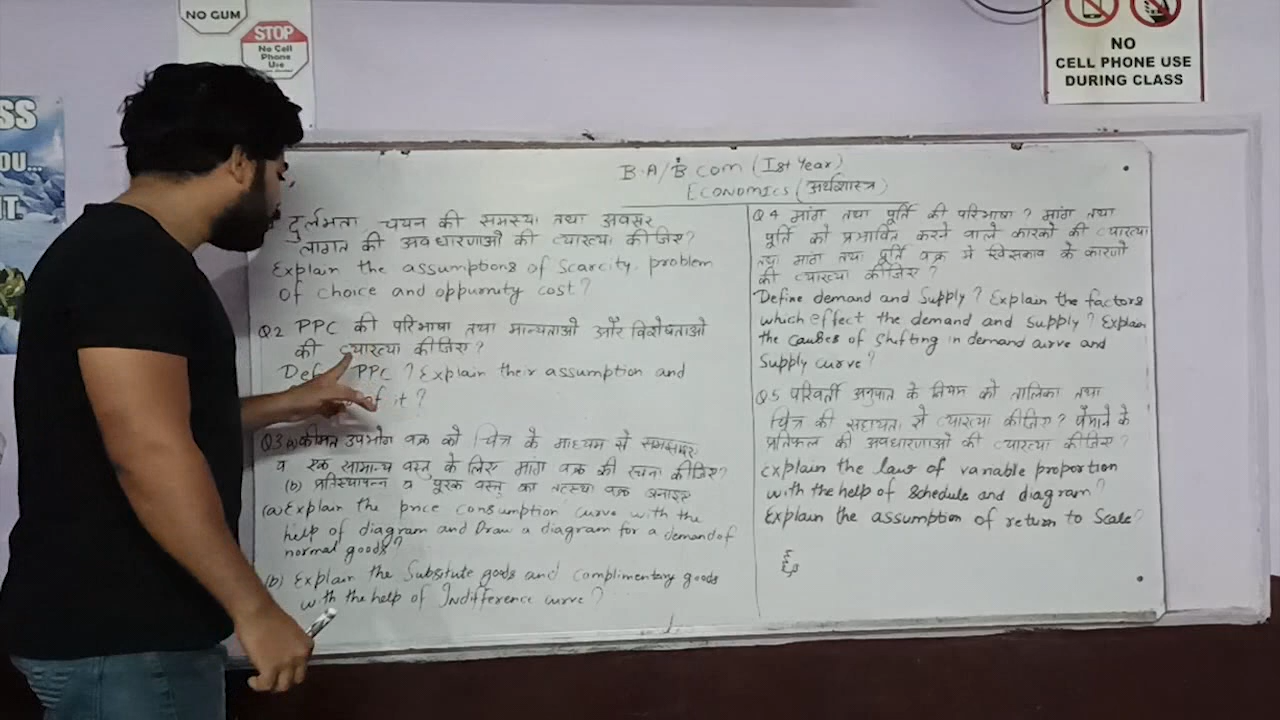 NO GUM
STOP
No Cell
Phone
Use
NO
CELL PHONE USE
DURING CLASS
SS
OU...
IT.
B.A/B.com (Ist Year)
ECONOMICS (अर्थशास्त्र)
दुर्लभता चयन की समस्या तथा अवसर
लागत की अवधारणाओं की व्याख्या कीजिए?
Explain the assumptions of Scarcity, problem
of choice and oppurnity cost?
Q2 PPC की परिभाषा तथा मान्यताओं और विशेषताओ
की व्याख्या कीजिए?
Def PPC ? Explain their assumption and
of it?
Q3 a) कीमत उपभोग वक्र को चित्र के माध्यम से समझाइए
व एक सामान्य वस्तु के लिए मांग वक्र की रचना कीजिए?
(b) प्रतिस्थापन्न व पूरक वस्तु का तटस्था वक्र बनाइए
(a) Explain the price consumption curve with the
help of diagram and Draw a diagram for a demand of
normal goods?
(b) Explain the Subsitute goods and complimentary goods
with the help of Indifference curve?
Q4 मांग तथा पूर्ति की परिभाषा ? मांग तथा
पूर्ति को प्रभावित करने वाले कारको की व्याख्या
तथा मांग तथा पूर्ति वक्र में खिसकाव के कारणो
की व्याख्या कीजिए?
Define demand and Supply? Explain the factors
which effect the demand and supply? Explain
the causes of shifting in demand curve and
supply curve?
Q5 परिवर्ती अनुपात के नियम को तालिका तथा
चित्र की सहायता से व्याख्या कीजिए? पैमाने के
प्रतिफल की अवधारणाओं की व्याख्या कीजिए?
Explain the law of variable proportion
with the help of Schedule and diagram?
Explain the assumption of return to Scale?